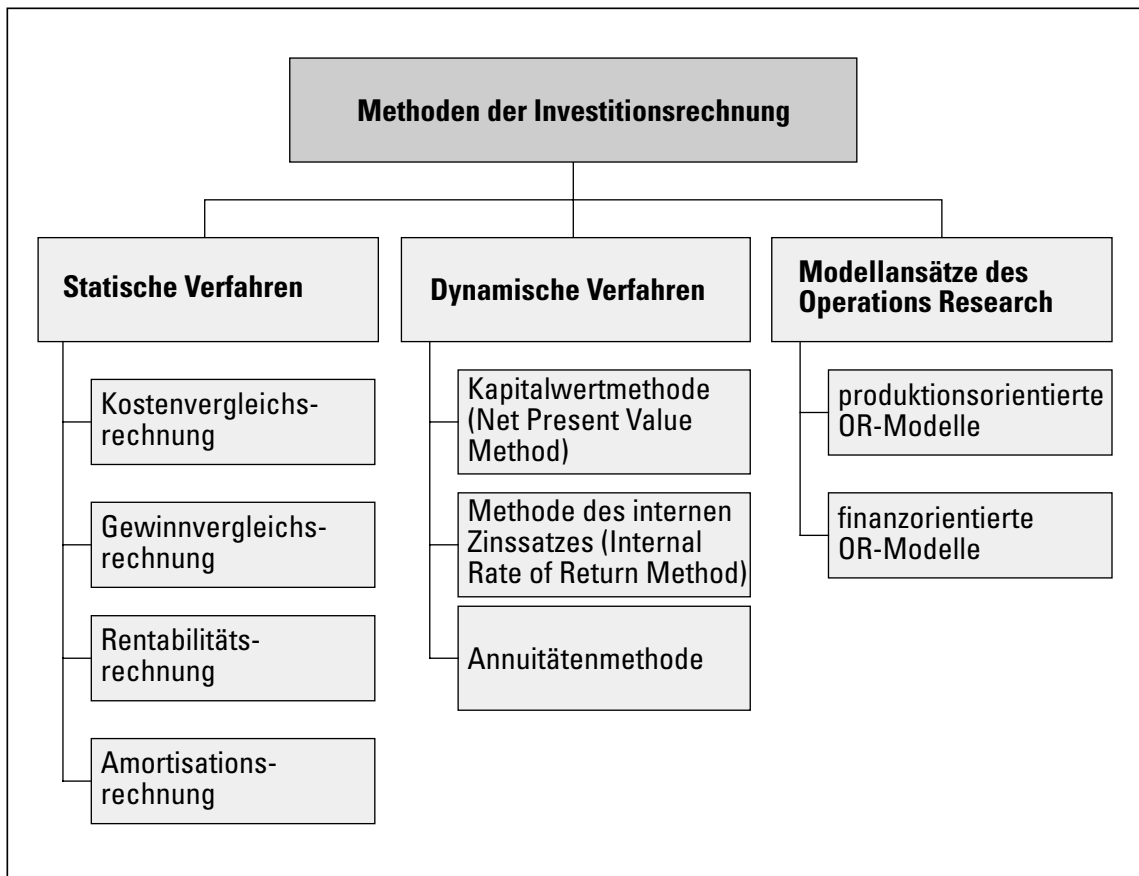 Methoden der Investitionsrechnung
Statische Verfahren
Kostenvergleichs-
rechnung
Gewinnvergleichs-
rechnung
Rentabilitäts-
rechnung
Amortisations-
rechnung
Dynamische Verfahren
Kapitalwertmethode
(Net Present Value
Method)
Methode des internen
Zinssatzes (Internal
Rate of Return Method)
Annuitätenmethode
Modellansätze des
Operations Research
produktionsorientierte
OR-Modelle
finanzorientierte
OR-Modelle